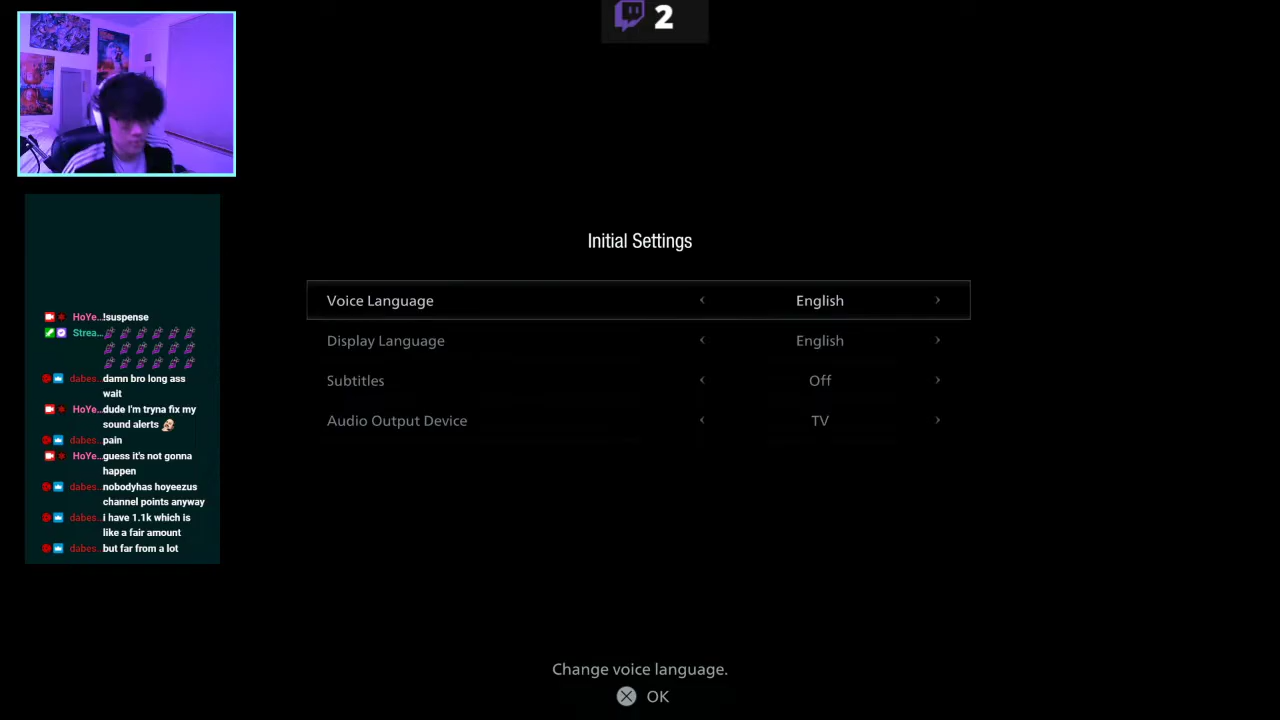 2
Initial Settings
Voice Language English
Display Language English
Subtitles Off
Audio Output Device TV
HoYe... !suspense
Strea...
dabes... damn bro long ass
wait
HoYe... dude I'm tryna fix my
sound alerts
dabes... pain
HoYe... guess it's not gonna
happen
dabes... nobodyhas hoyeezus
channel points anyway
dabes... i have 1.1k which is
like a fair amount
dabes... but far from a lot
Change voice language.
OK